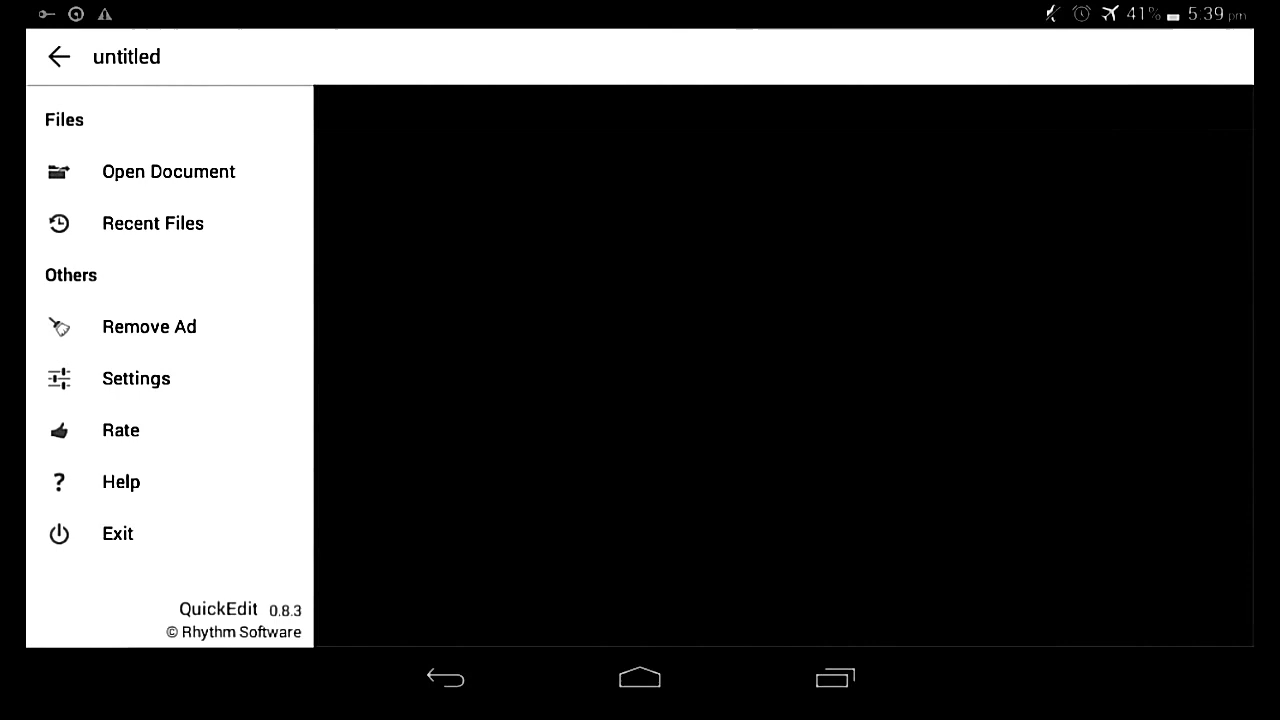 41% 5:39 pm
untitled
Files
Open Document
Recent Files
Others
Remove Ad
Settings
Rate
Help
Exit
QuickEdit 0.8.3
© Rhythm Software